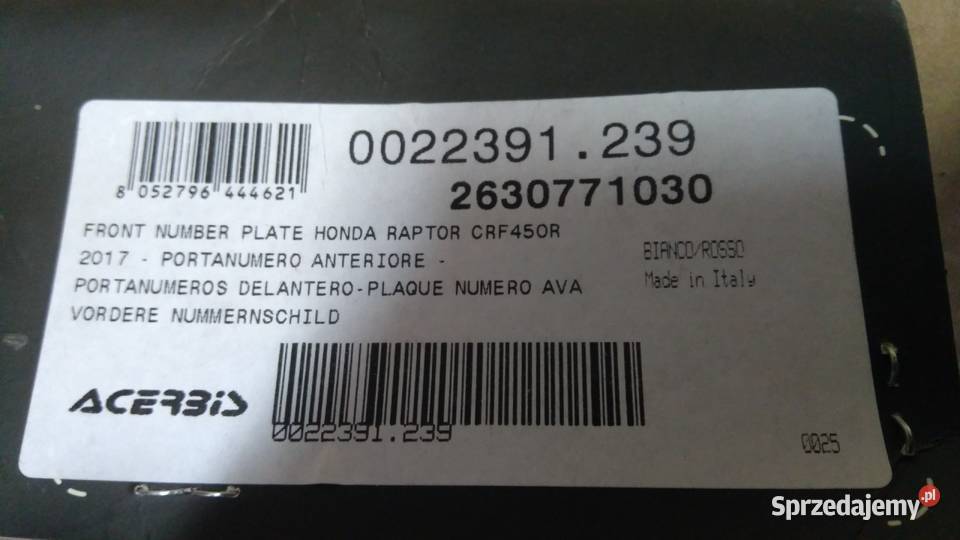 0022391.239
8 052796 444621
2630771030
FRONT NUMBER PLATE HONDA RAPTOR CRF450R
2017 - PORTANUMERO ANTERIORE -
PORTANUMEROS DELANTERO-PLAQUE NUMERO AVA
VORDERE NUMMERNSCHILD
BIANCO/ROSSO
Made in Italy
ACERBIS
0022391.239
0025
Sprzedajemy.pl